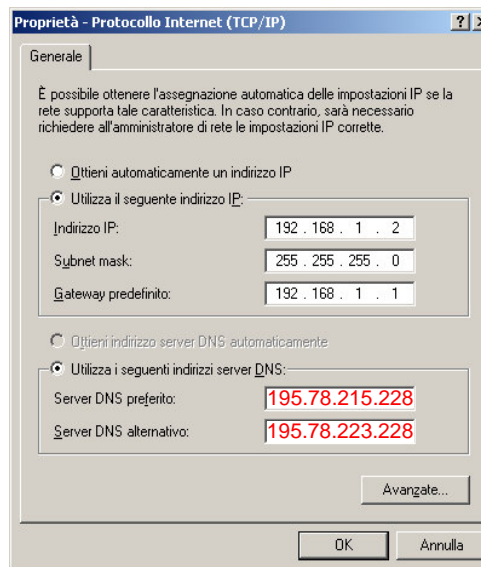 Proprietà - Protocollo Internet (TCP/IP)
Generale
È possibile ottenere l'assegnazione automatica delle impostazioni IP se la
rete supporta tale caratteristica. In caso contrario, sarà necessario
richiedere all'amministratore di rete le impostazioni IP corrette.
Ottieni automaticamente un indirizzo IP
Utilizza il seguente indirizzo IP:
Indirizzo IP: 192 . 168 . 1 . 2
Subnet mask: 255 . 255 . 255 . 0
Gateway predefinito: 192 . 168 . 1 . 1
Ottieni indirizzo server DNS automaticamente
Utilizza i seguenti indirizzi server DNS:
Server DNS preferito: 195.78.215.228
Server DNS alternativo: 195.78.223.228
Avanzate...
OK Annulla